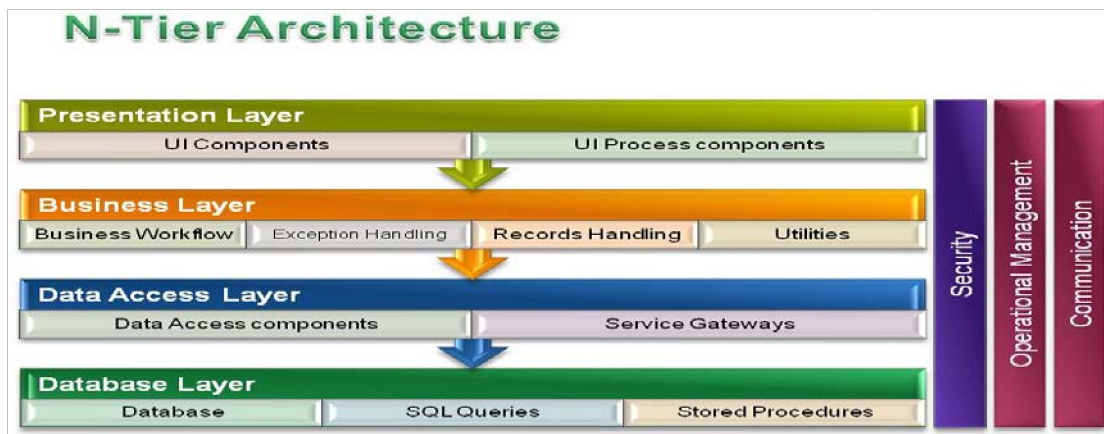 N-Tier Architecture
Presentation Layer
UI Components
UI Process components
Business Layer
Business Workflow
Exception Handling
Records Handling
Utilities
Data Access Layer
Data Access components
Service Gateways
Database Layer
Database
SQL Queries
Stored Procedures
Security
Operational Management
Communication